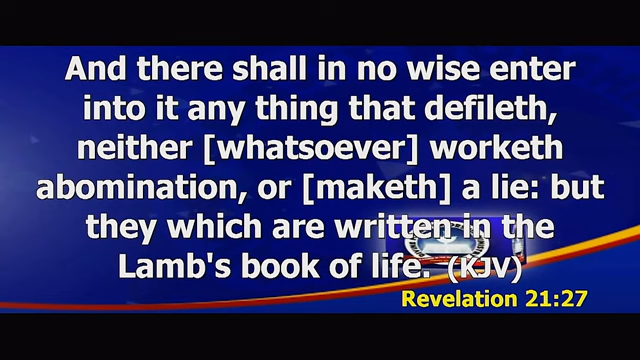 And there shall in no wise enter
into it any thing that defileth,
neither [whatsoever] worketh
abomination, or [maketh] a lie: but
they which are written in the
Lamb's book of life. (KJV)
Revelation 21:27